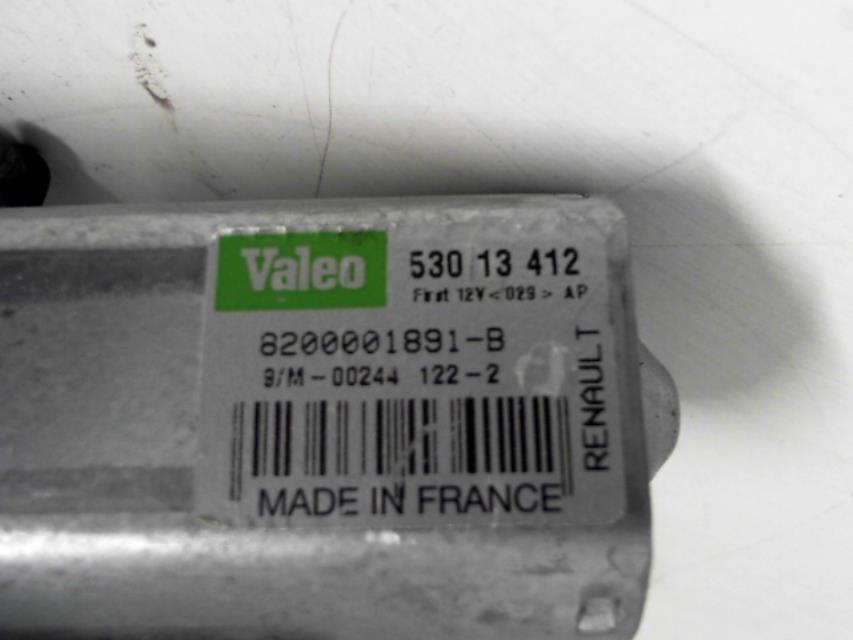 Valeo
530 13 412
First 12V <029> AP
8200001891-B
9/M-00244 122-2
RENAULT
MADE IN FRANCE